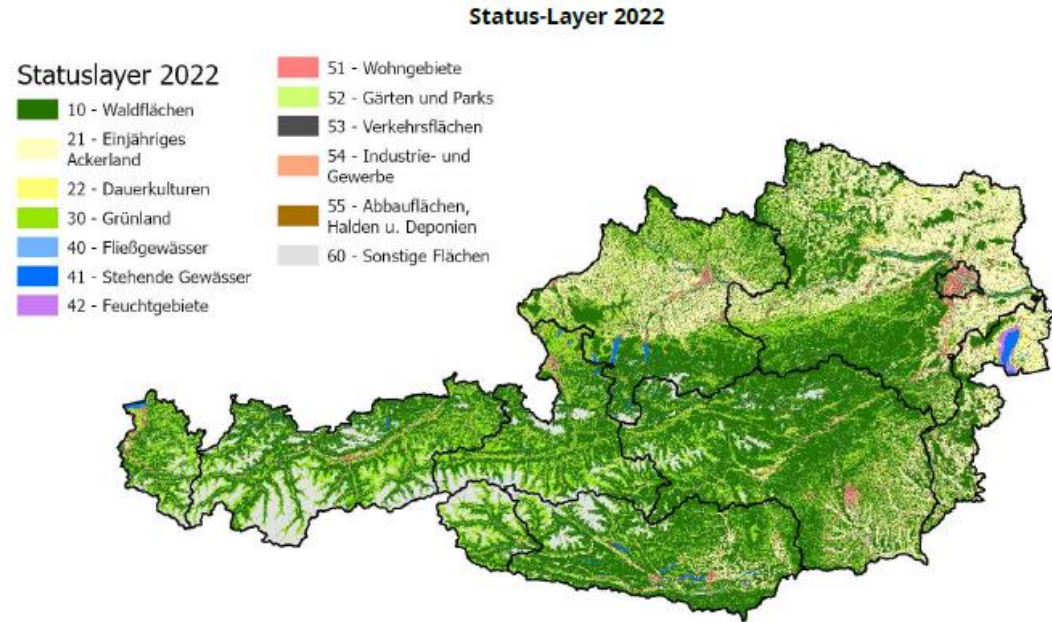 Status-Layer 2022
Statuslayer 2022
10 - Waldflächen
21 - Einjähriges
Ackerland
22 - Dauerkulturen
30 - Grünland
40 - Fließgewässer
41 - Stehende Gewässer
42 - Feuchtgebiete
51 - Wohngebiete
52 - Gärten und Parks
53 - Verkehrsflächen
54 - Industrie- und
Gewerbe
55 - Abbauflächen,
Halden u. Deponien
60 - Sonstige Flächen